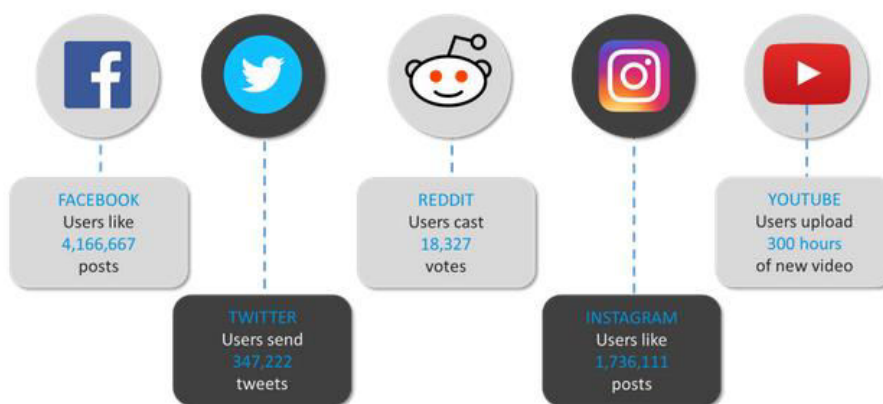 FACEBOOK
Users like
4,166,667
posts
TWITTER
Users send
347,222
tweets
REDDIT
Users cast
18,327
votes
INSTAGRAM
Users like
1,736,111
posts
YOUTUBE
Users upload
300 hours
of new video